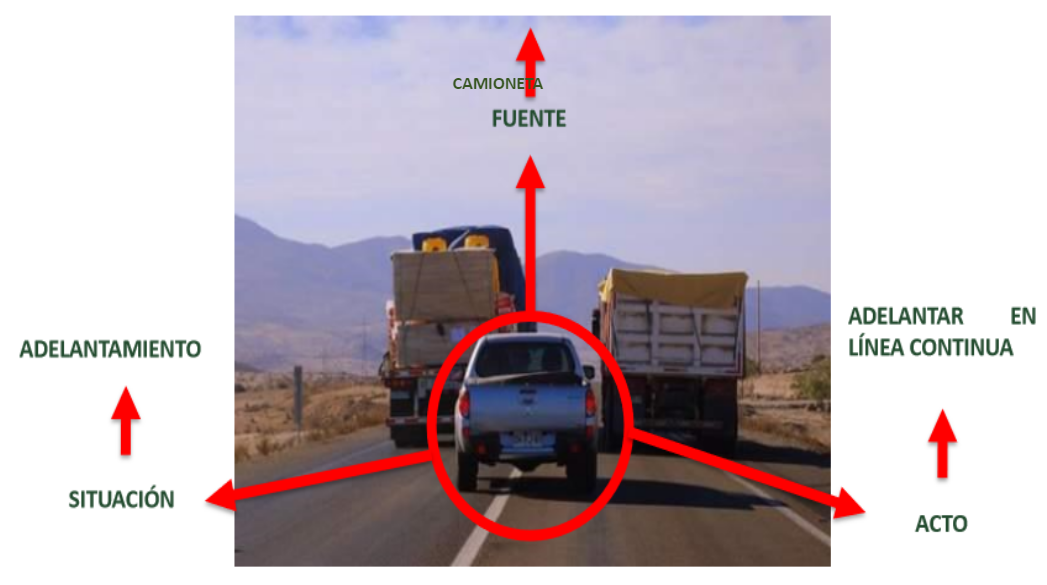 CAMIONETA
FUENTE
ADELANTAMIENTO
SITUACIÓN
ADELANTAR EN
LÍNEA CONTINUA
ACTO